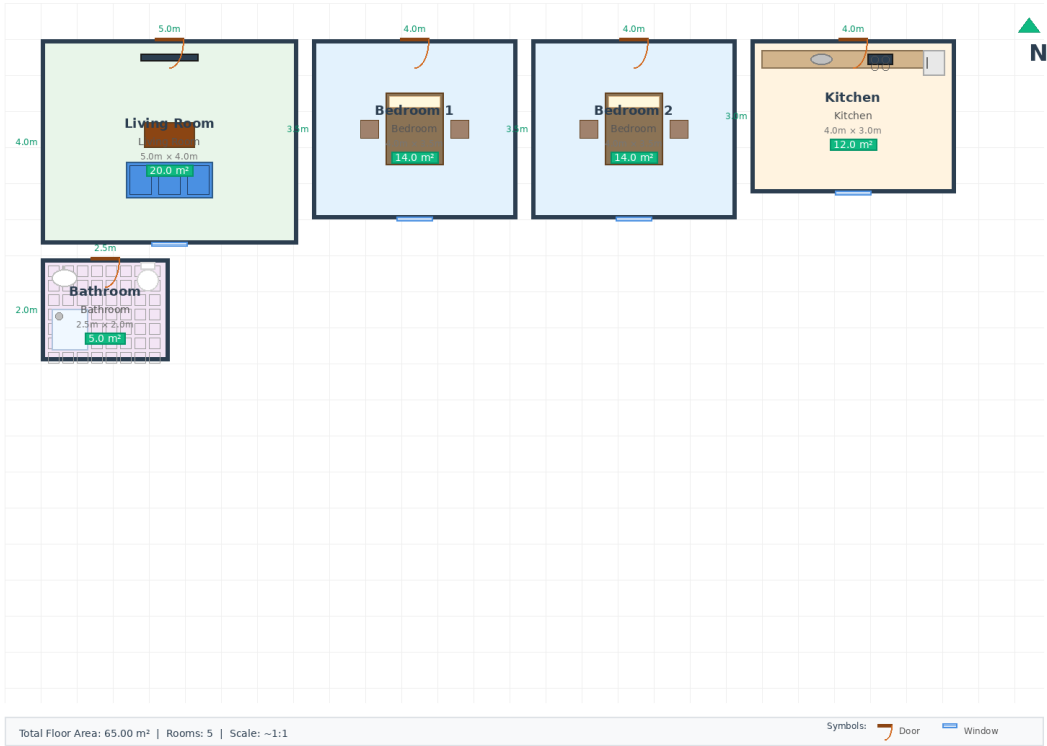 5.0m
4.0m
4.0m
4.0m
N
Living Room
5.0m × 4.0m
20.0 m²
4.0m
Bedroom 1
Bedroom
14.0 m²
Bedroom 2
Bedroom
14.0 m²
Kitchen
Kitchen
4.0m × 3.0m
12.0 m²
2.5m
Bathroom
Bathroom
2.5m × 2.0m
5.0 m²
2.0m
Total Floor Area: 65.00 m² | Rooms: 5 | Scale: ~1:1
Symbols:
Door
Window